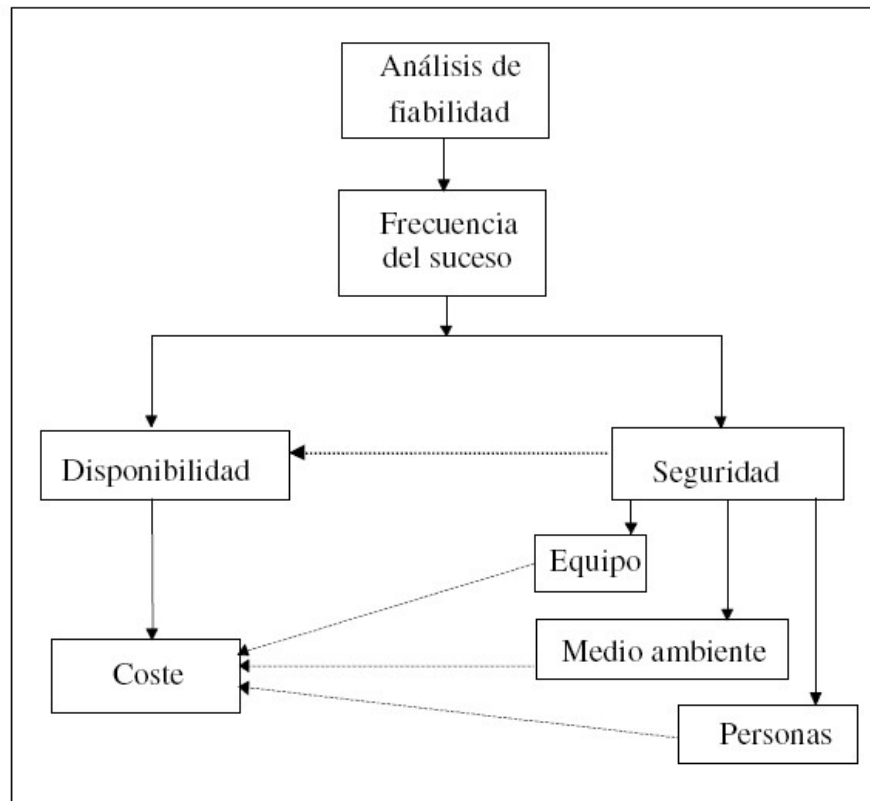 Análisis de
fiabilidad
Frecuencia
del suceso
Disponibilidad
Seguridad
Equipo
Medio ambiente
Coste
Personas